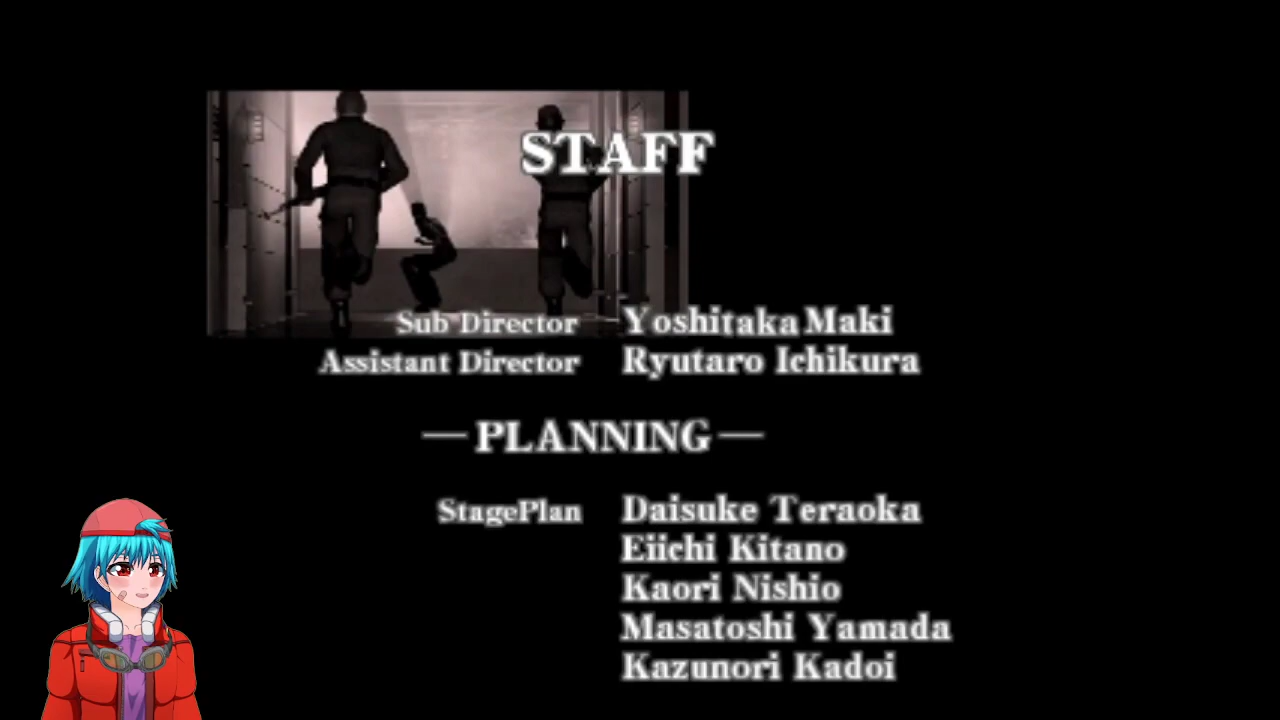 STAFF
Sub Director Yoshitaka Maki
Assistant Director Ryutaro Ichikura
— PLANNING —
StagePlan Daisuke Teraoka
Eiichi Kitano
Kaori Nishio
Masatoshi Yamada
Kazunori Kadoi